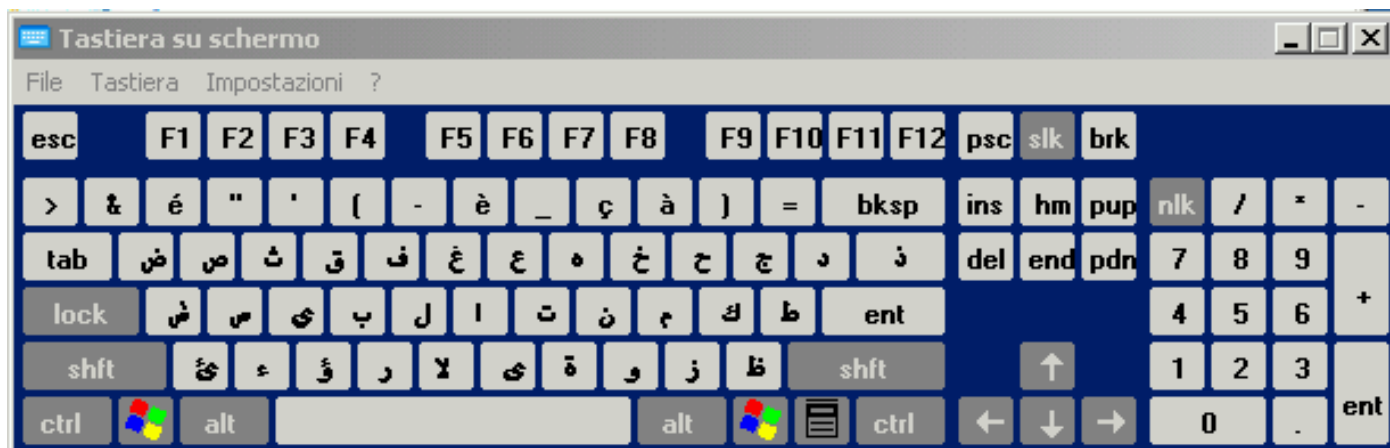 Tastiera su schermo
File Tastiera Impostazioni ?
esc F1 F2 F3 F4 F5 F6 F7 F8 F9 F10 F11 F12 psc slk brk
> & é " ' ( - è _ ç à ) = bksp ins hm pup nlk / * -
tab ض ص ث ق ف غ ع ه خ ح ج د ذ del end pdn 7 8 9 +
lock ش س ي ب ل ا ت ن م ك ط ent 4 5 6
shft ئ ء ؤ ر لا ى ة و ز ظ shft ↑ 1 2 3 ent
ctrl alt alt ctrl ← ↓ → 0 .